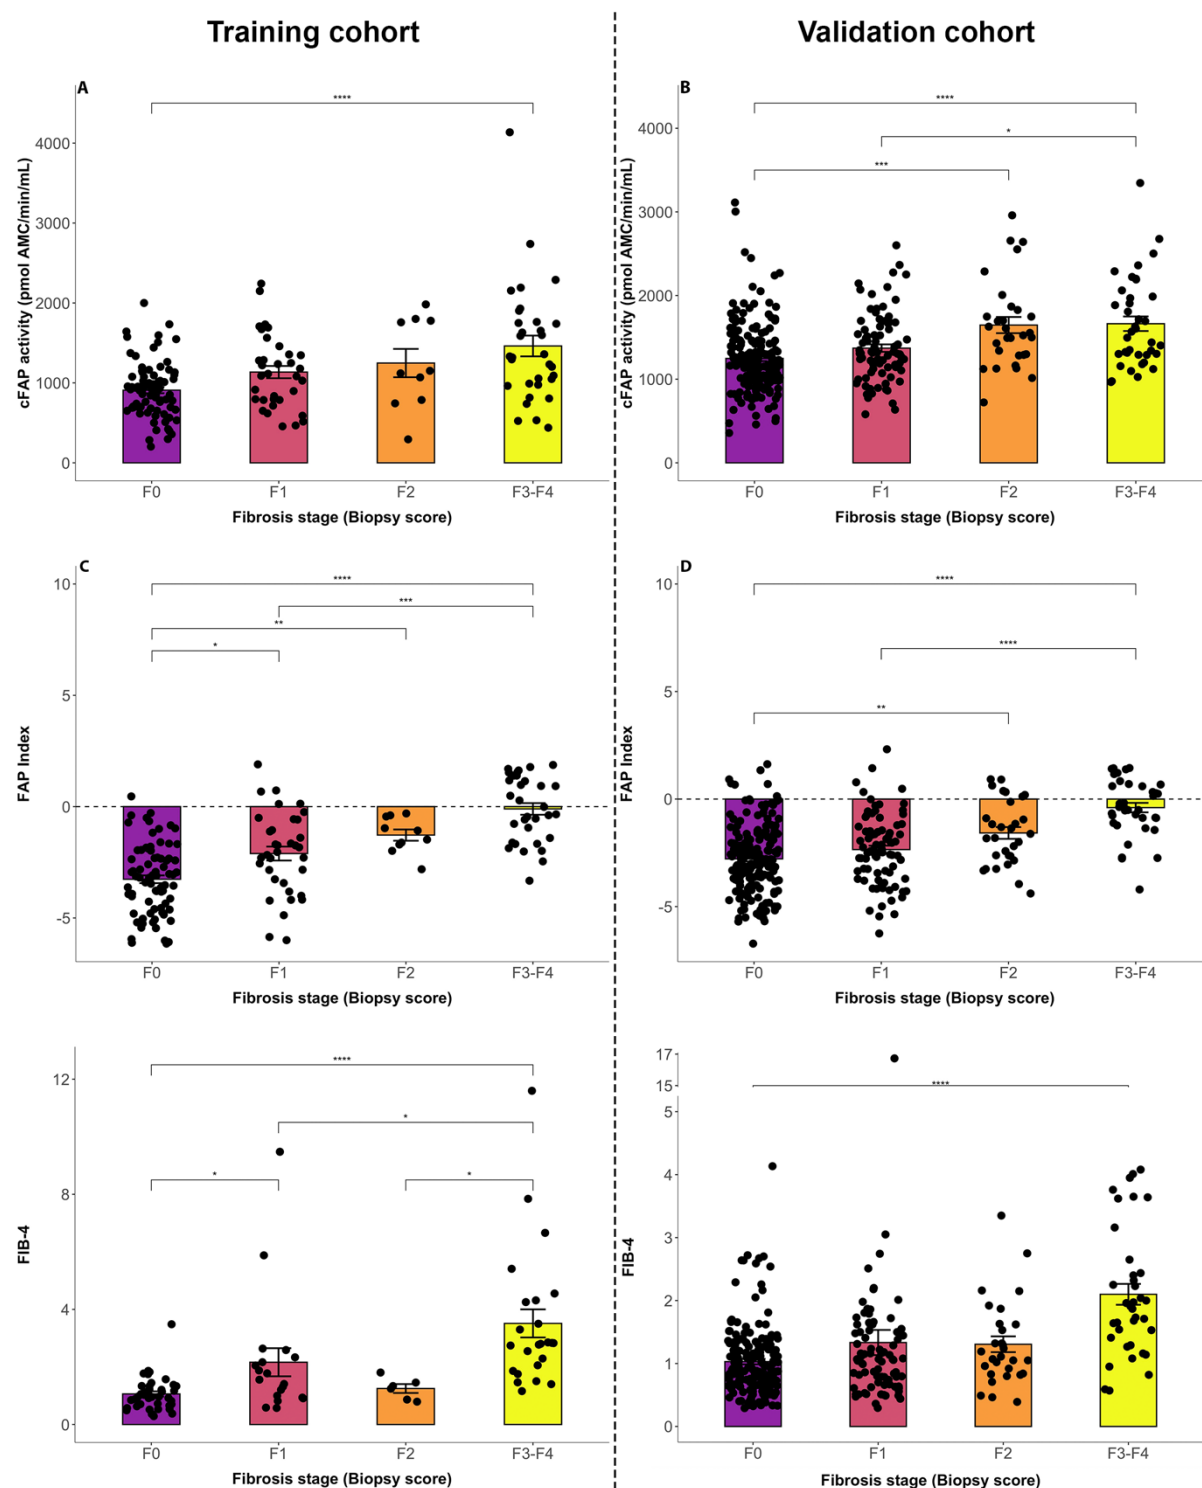 Training cohort
Validation cohort
A
****
4000
3000
2000
1000
0
cFAP activity (pmol AMC/min/mL)
F0 F1 F2 F3-F4
Fibrosis stage (Biopsy score)
B
****
*
***
4000
3000
2000
1000
0
cFAP activity (pmol AMC/min/mL)
F0 F1 F2 F3-F4
Fibrosis stage (Biopsy score)
C
****
***
**
*
10
5
0
-5
FAP Index
F0 F1 F2 F3-F4
Fibrosis stage (Biopsy score)
D
****
****
**
10
5
0
-5
FAP Index
F0 F1 F2 F3-F4
Fibrosis stage (Biopsy score)
****
*
*
*
12
8
4
0
FIB-4
F0 F1 F2 F3-F4
Fibrosis stage (Biopsy score)
****
17
15
5
4
3
2
1
0
FIB-4
F0 F1 F2 F3-F4
Fibrosis stage (Biopsy score)